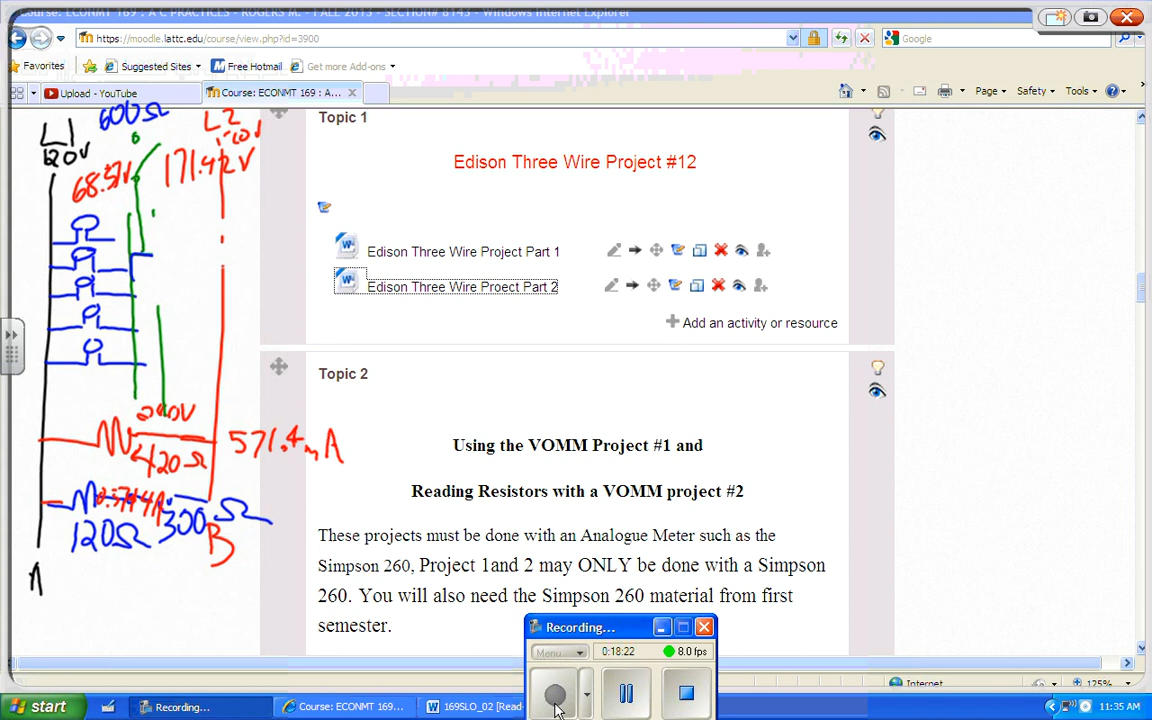 Course: ECONMT 169 : A C PRACTICES - ROGERS M. - FALL 2013 - SECTION# 8143 - Windows Internet Explorer
https://moodle.lattc.edu/course/view.php?id=3900
Google
Favorites
Suggested Sites
Free Hotmail
Get more Add-ons
Upload - YouTube
Course: ECONMT 169 : A...
Page
Safety
Tools
L1
600Ω
L2
120V
68.57V
171.42V
Topic 1
Edison Three Wire Project #12
Edison Three Wire Project Part 1
Edison Three Wire Proect Part 2
Add an activity or resource
Topic 2
240V
420Ω
571.4mA
120Ω
300Ω
A
B
Using the VOMM Project #1 and
Reading Resistors with a VOMM project #2
These projects must be done with an Analogue Meter such as the
Simpson 260, Project 1and 2 may ONLY be done with a Simpson
260. You will also need the Simpson 260 material from first
semester.
Recording...
Menu
0:18:22
8.0 fps
Internet
125%
start
Recording...
Course: ECONMT 169...
169SLO_02 [Read-
11:35 AM